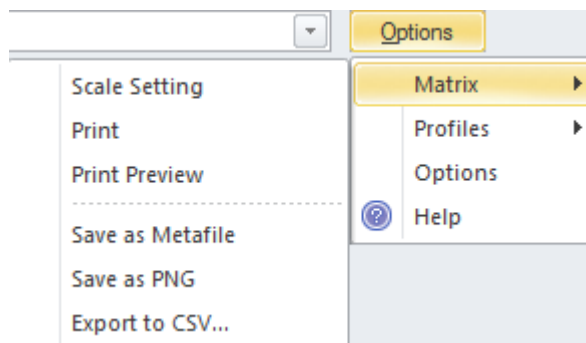 Options
Scale Setting
Print
Print Preview
Save as Metafile
Save as PNG
Export to CSV...
Matrix
Profiles
Options
Help